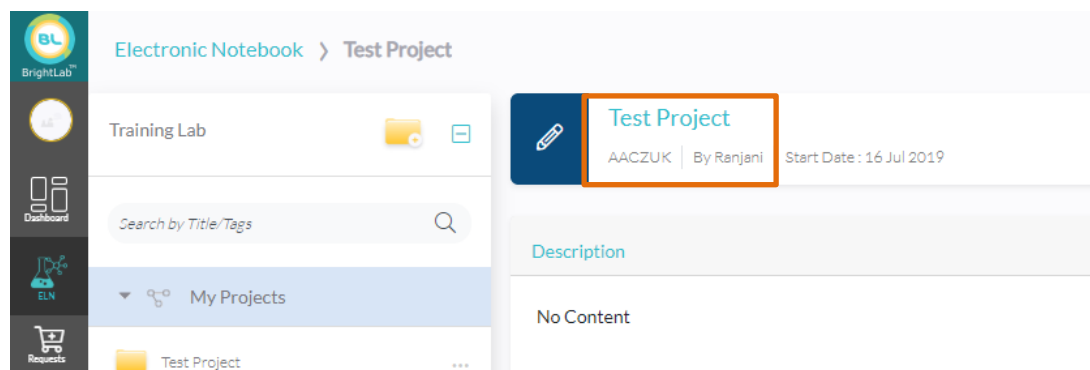 BL
BrightLab™
Electronic Notebook > Test Project
Training Lab
Test Project
AACZUK | By Ranjani | Start Date : 16 Jul 2019
Dashboard
Search by Title/Tags
Description
ELN
My Projects
No Content
Requests
Test Project